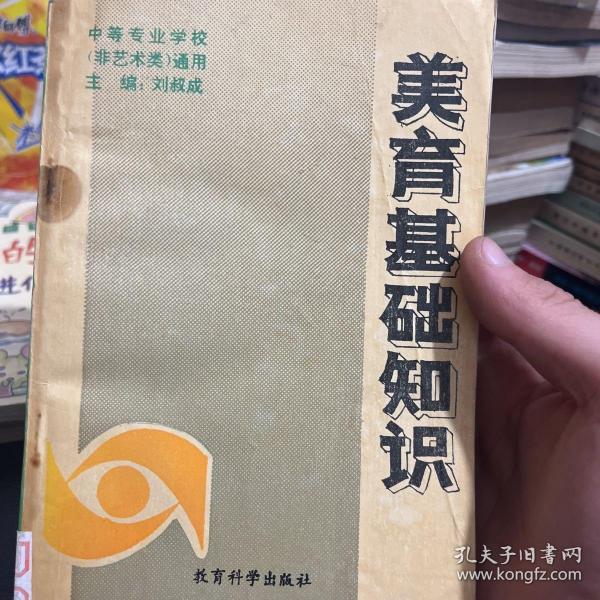 中等专业学校
(非艺术类)通用
主 编: 刘叔成
美育基础知识
教育科学出版社
孔夫子旧书网
www.kongfz.com